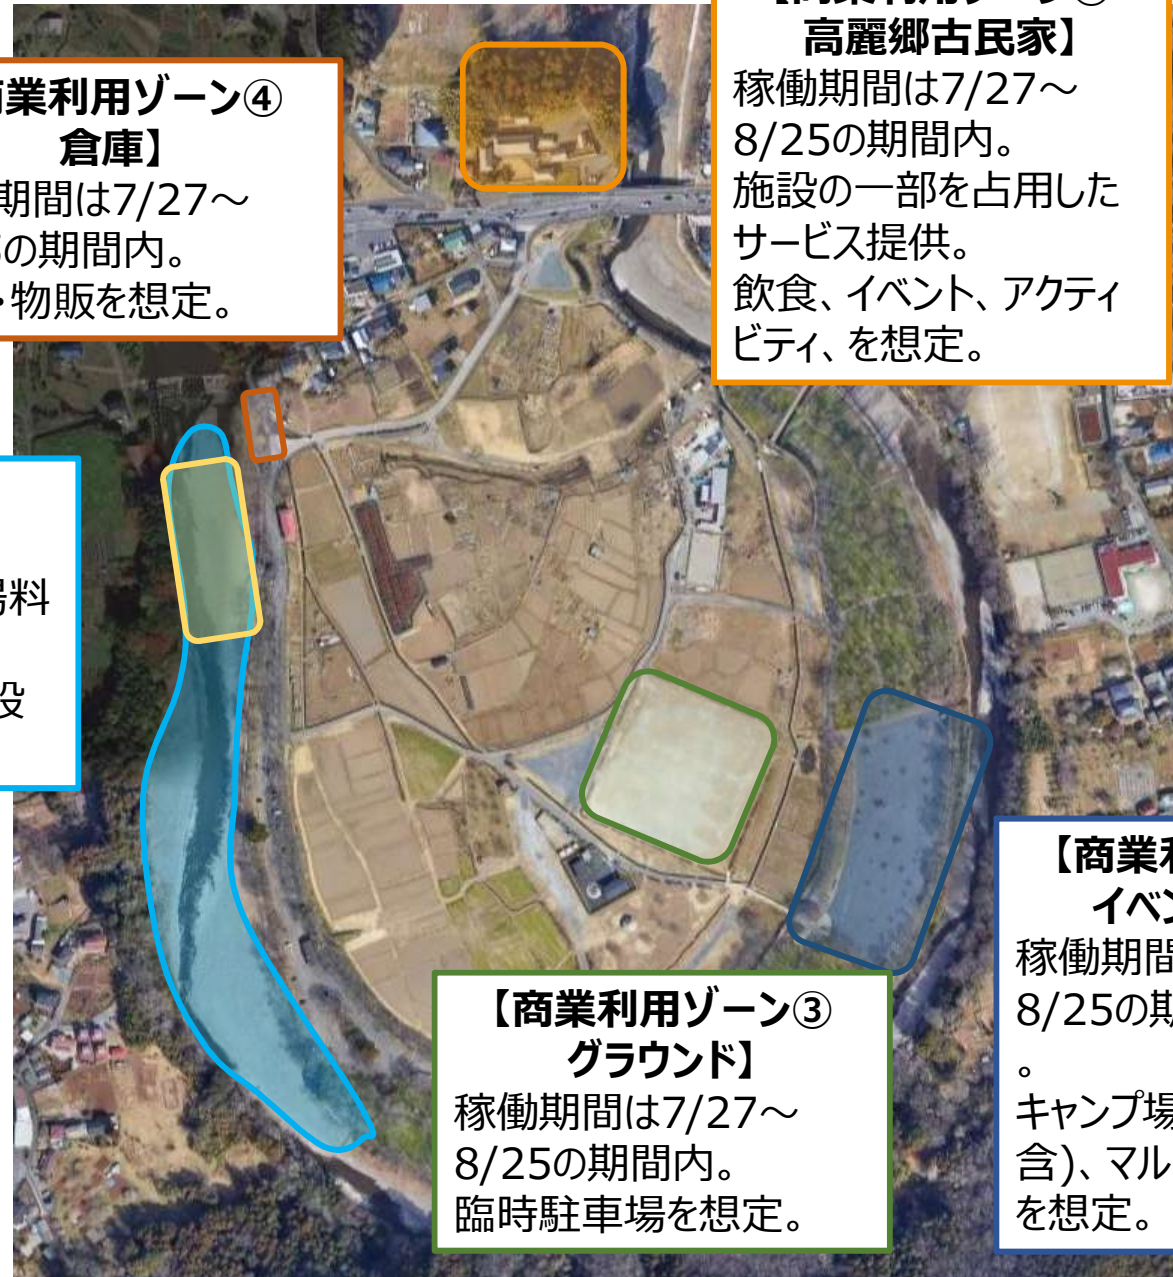 業利用ゾーン④
倉庫】
期間は7/27～
の期間内。
・物販を想定。
高麗郷古民家】
稼働期間は7/27～
8/25の期間内。
施設の一部を占用した
サービス提供。
飲食、イベント、アクティ
ビティ、を想定。
料
【商業利用ゾーン③
グラウンド】
稼働期間は7/27～
8/25の期間内。
臨時駐車場を想定。
【商業
イベ
稼働期間
8/25の
。
キャンプ場
含)、マル
を想定。